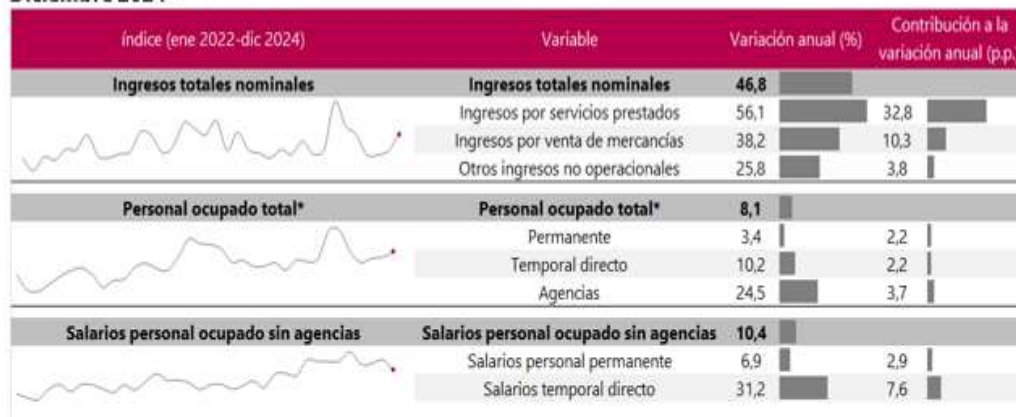 índice (ene 2022-dic 2024) Variable Variación anual (%) Contribución a la variación anual (p.p.)
Ingresos totales nominales Ingresos totales nominales 46,8
Ingresos por servicios prestados 56,1 32,8
Ingresos por venta de mercancías 38,2 10,3
Otros ingresos no operacionales 25,8 3,8
Personal ocupado total* Personal ocupado total* 8,1
Permanente 3,4 2,2
Temporal directo 10,2 2,2
Agencias 24,5 3,7
Salarios personal ocupado sin agencias Salarios personal ocupado sin agencias 10,4
Salarios personal permanente 6,9 2,9
Salarios temporal directo 31,2 7,6